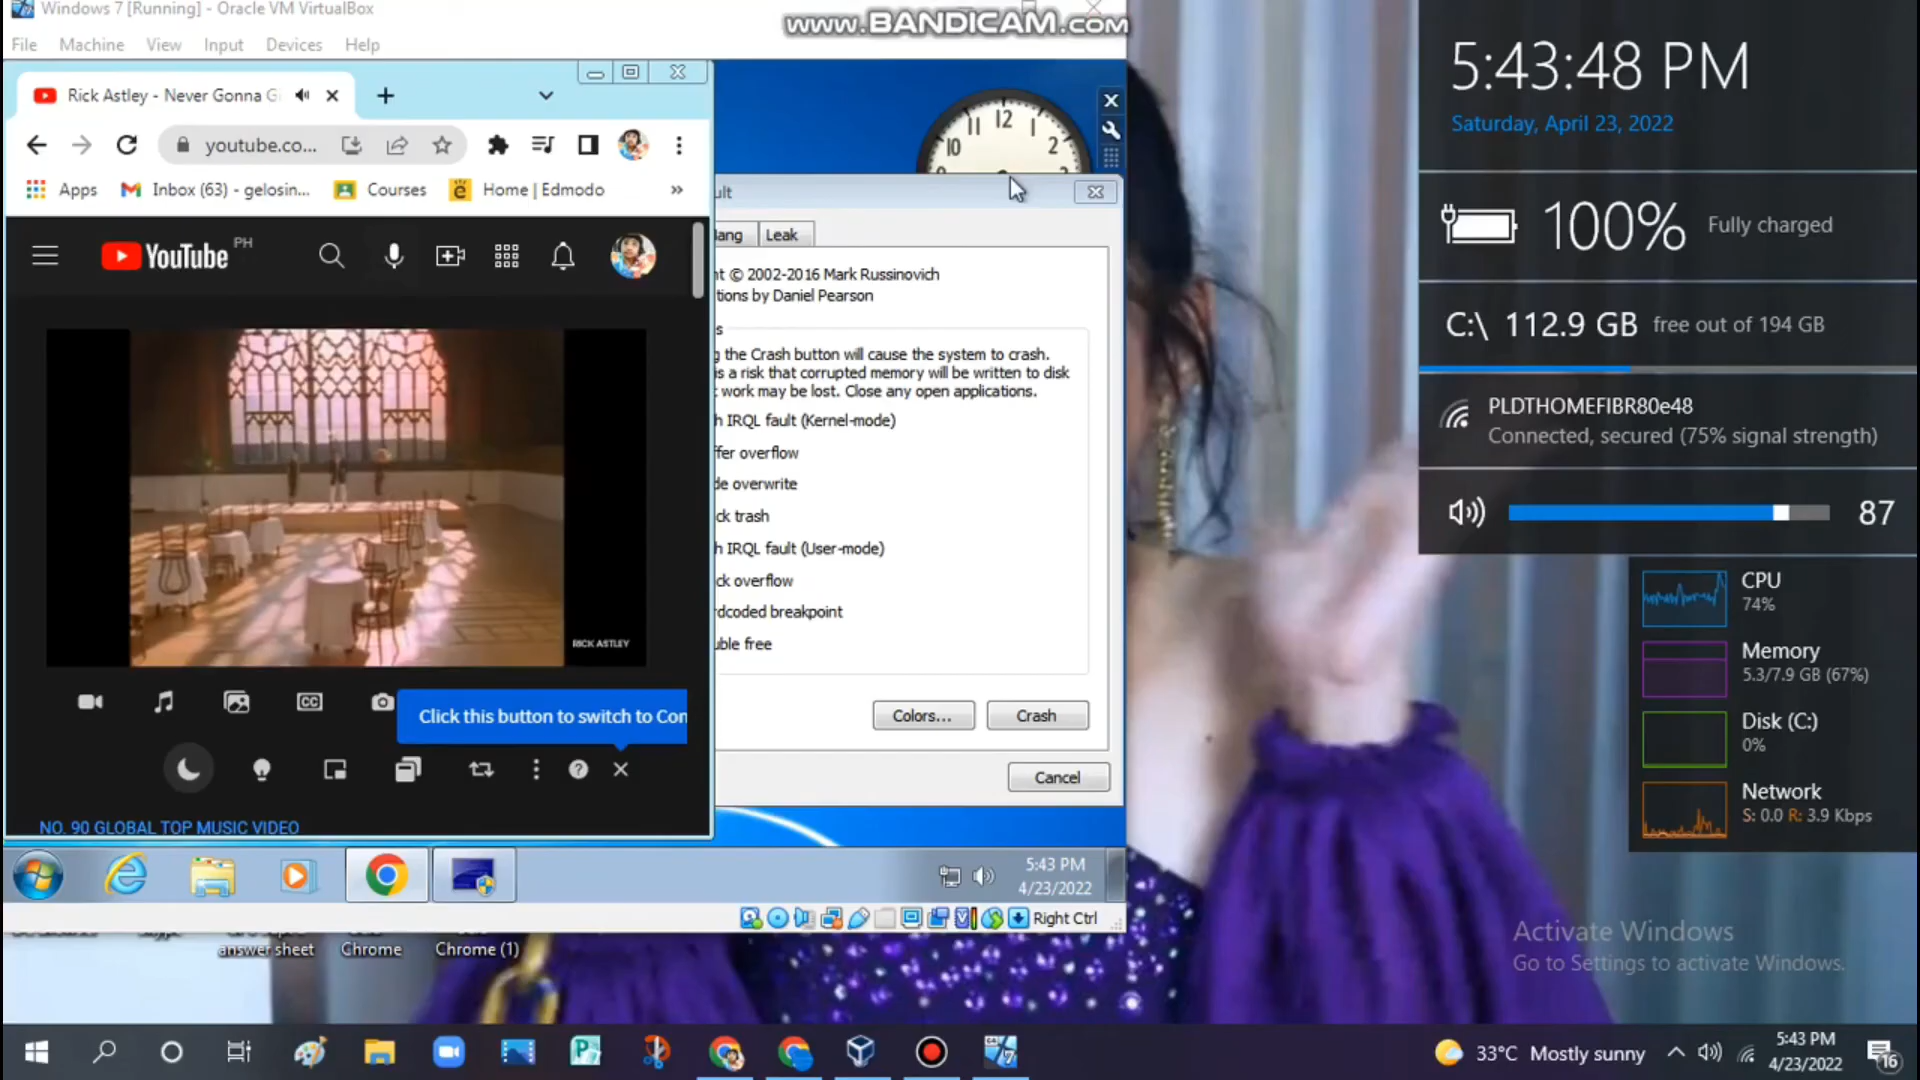 Windows 7 [Running] - Oracle VM VirtualBox
www.BANDICAM.com
File Machine View Input Devices Help
Rick Astley - Never Gonna Gi
youtube.co...
Apps Inbox (63) - gelosin... Courses Home | Edmodo »
YouTube PH
RICK ASTLEY
Click this button to switch to Con
NO. 90 GLOBAL TOP MUSIC VIDEO
12
11 1
10 2
ult
Bang Leak
t © 2002-2016 Mark Russinovich
tions by Daniel Pearson
s
g the Crash button will cause the system to crash.
is a risk that corrupted memory will be written to disk
work may be lost. Close any open applications.
h IRQL fault (Kernel-mode)
ffer overflow
de overwrite
ck trash
h IRQL fault (User-mode)
ck overflow
rdcoded breakpoint
uble free
Colors... Crash
Cancel
5:43 PM
4/23/2022
Right Ctrl
answer sheet Chrome Chrome (1)
5:43:48 PM
Saturday, April 23, 2022
100% Fully charged
C:\ 112.9 GB free out of 194 GB
PLDTHOMEFIBR80e48
Connected, secured (75% signal strength)
87
CPU
74%
Memory
5.3/7.9 GB (67%)
Disk (C:)
0%
Network
S: 0.0 R: 3.9 Kbps
Activate Windows
Go to Settings to activate Windows.
33°C Mostly sunny
5:43 PM
4/23/2022
16